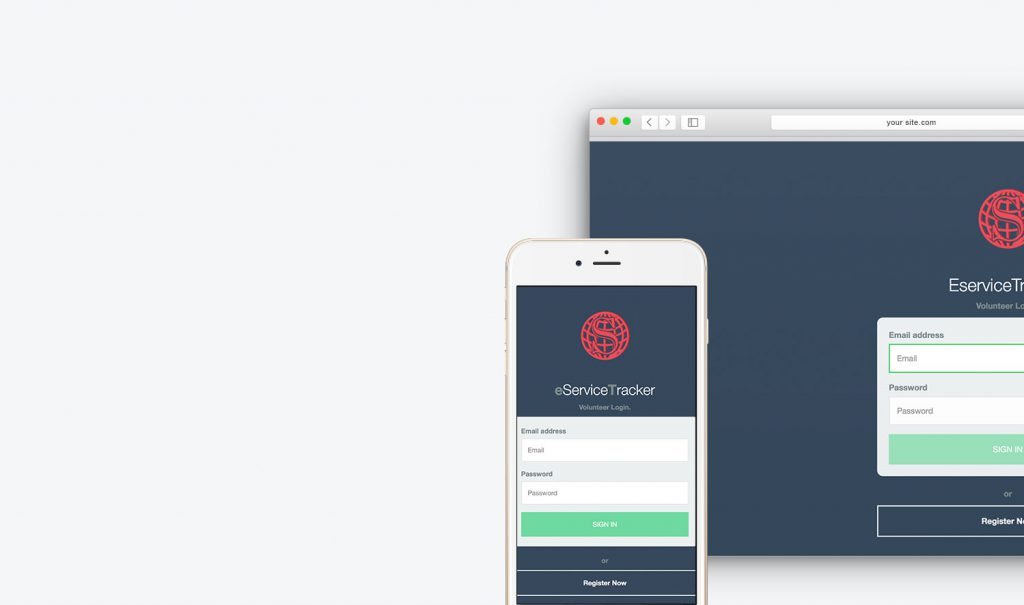 your site.com
EserviceTr
Volunteer Lo
Email address
Email
Password
Password
SIGN IN
or
Register N
eServiceTracker
Volunteer Login.
Email address
Email
Password
Password
SIGN IN
or
Register Now